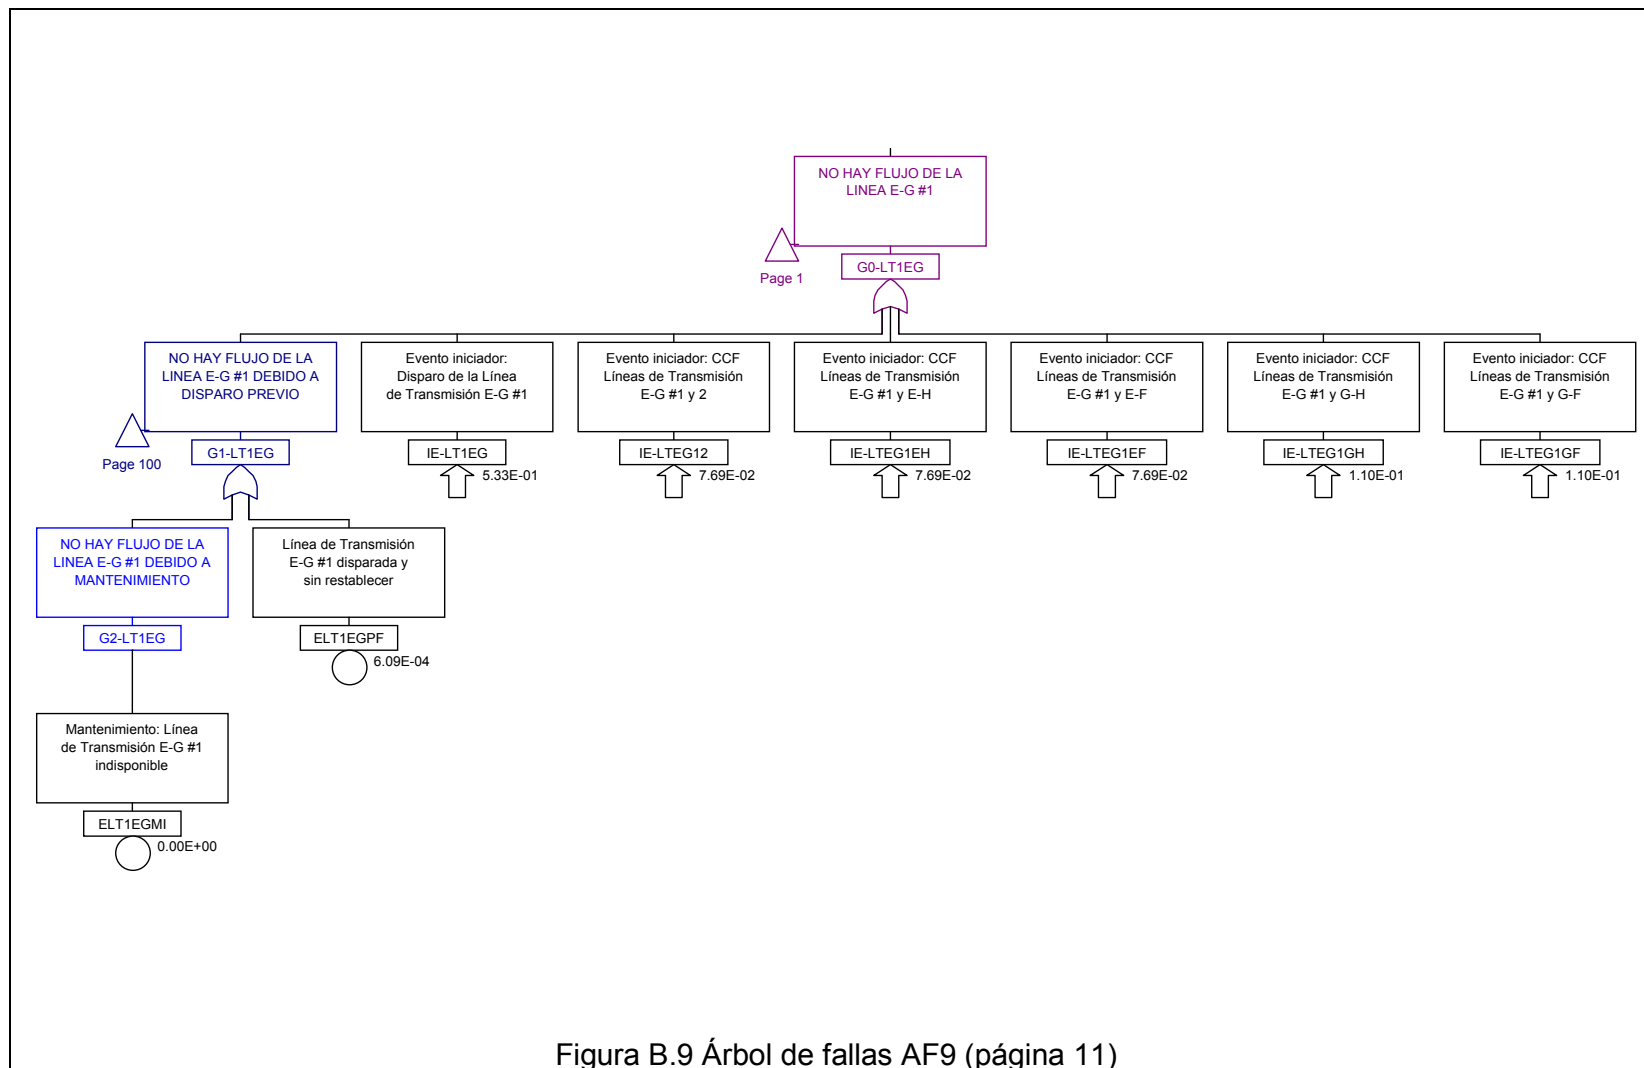 NO HAY FLUJO DE LA
LINEA E-G #1
Page 1
G0-LT1EG
NO HAY FLUJO DE LA
LINEA E-G #1 DEBIDO A
DISPARO PREVIO
Page 100
G1-LT1EG
Evento iniciador:
Disparo de la Línea
de Transmisión E-G #1
IE-LT1EG
5.33E-01
Evento iniciador: CCF
Líneas de Transmisión
E-G #1 y 2
IE-LTEG12
7.69E-02
Evento iniciador: CCF
Líneas de Transmisión
E-G #1 y E-H
IE-LTEG1EH
7.69E-02
Evento iniciador: CCF
Líneas de Transmisión
E-G #1 y E-F
IE-LTEG1EF
7.69E-02
Evento iniciador: CCF
Líneas de Transmisión
E-G #1 y G-H
IE-LTEG1GH
1.10E-01
Evento iniciador: CCF
Líneas de Transmisión
E-G #1 y G-F
IE-LTEG1GF
1.10E-01
NO HAY FLUJO DE LA
LINEA E-G #1 DEBIDO A
MANTENIMIENTO
G2-LT1EG
Línea de Transmisión
E-G #1 disparada y
sin restablecer
ELT1EGPF
6.09E-04
Mantenimiento: Línea
de Transmisión E-G #1
indisponible
ELT1EGMI
0.00E+00
Figura B.9 Árbol de fallas AF9 (página 11)